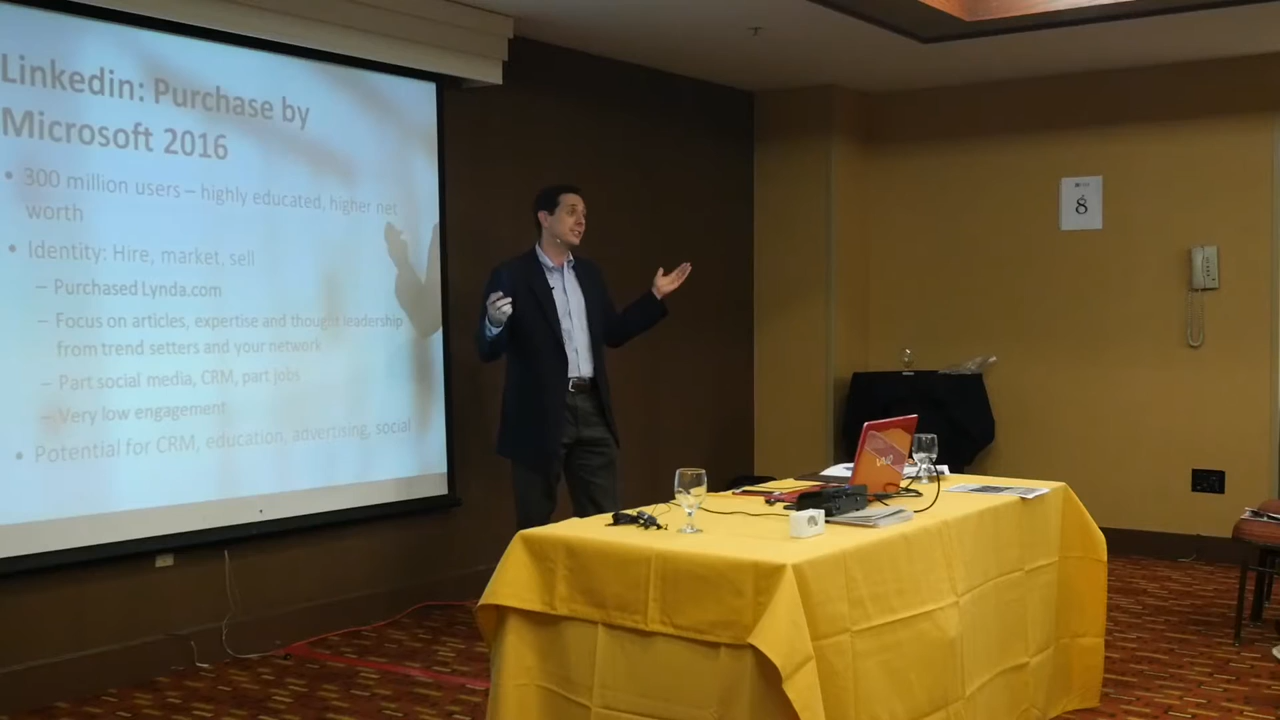 Linkedin: Purchase by
Microsoft 2016
• 300 million users – highly educated, higher net
worth
• Identity: Hire, market, sell
– Purchased Lynda.com
– Focus on articles, expertise and thought leadership
from trend setters and your network
– Part social media, CRM, part jobs
– Very low engagement
• Potential for CRM, education, advertising, social
8
VAIO